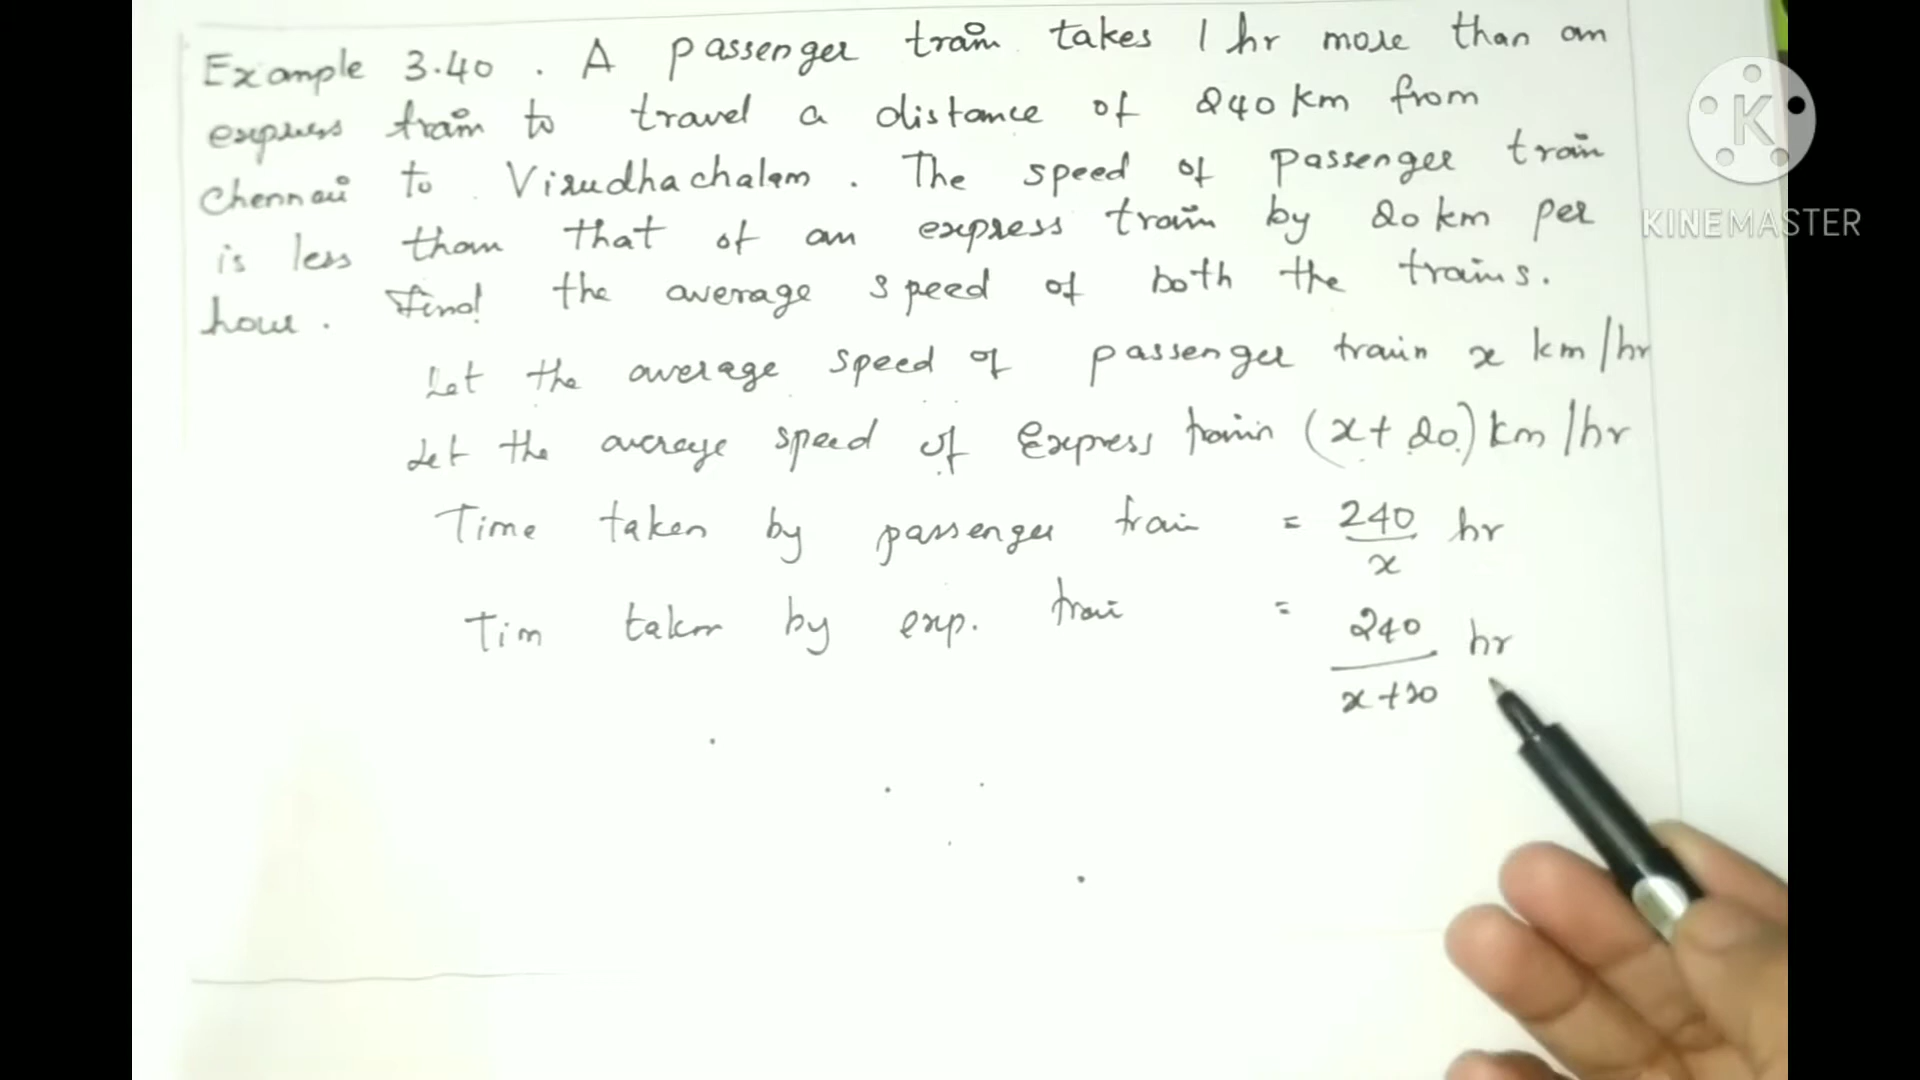 Example 3.40 . A passenger train takes 1 hr more than an
express train to travel a distance of 240 km from
Chennai to Virudhachalam . The speed of passenger train
is less than that of an express train by 20 km per
hour . Find the average speed of both the trains.
Let the average speed of passenger train x km/hr
Let the average speed of Express train (x + 20) km/hr
Time taken by passenger train = 240/x hr
Tim taken by exp. trai = 240/x+20 hr
K
KINEMASTER